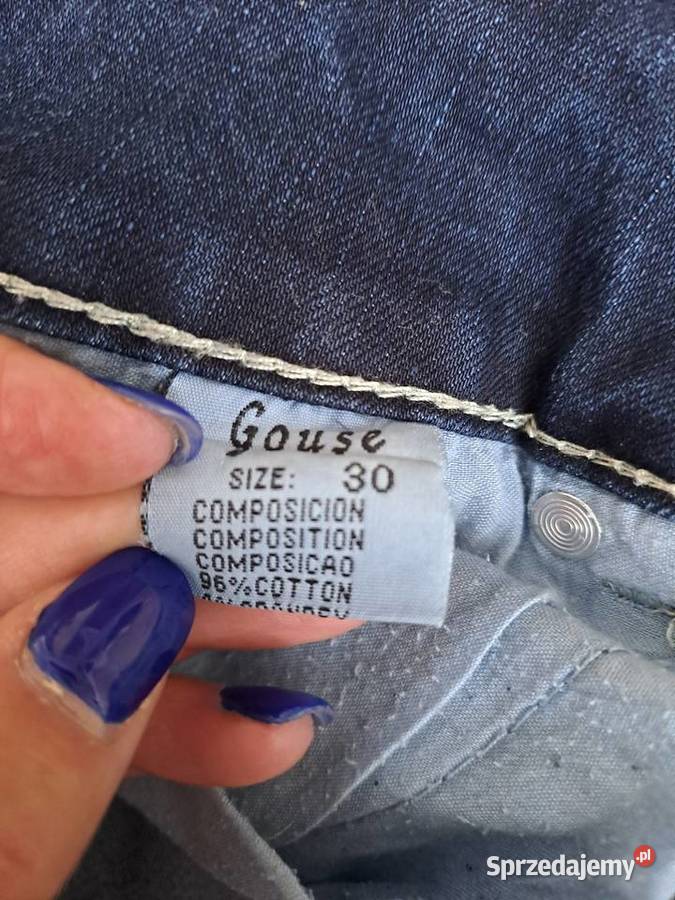 Gouse
SIZE: 30
COMPOSICION
COMPOSITION
COMPOSICAO
96%COTTON
Sprzedajemy.pl